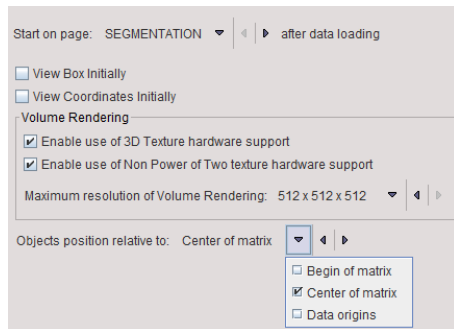 Start on page: SEGMENTATION after data loading
View Box Initially
View Coordinates Initially
Volume Rendering
Enable use of 3D Texture hardware support
Enable use of Non Power of Two texture hardware support
Maximum resolution of Volume Rendering: 512 x 512 x 512
Objects position relative to: Center of matrix
Begin of matrix
Center of matrix
Data origins